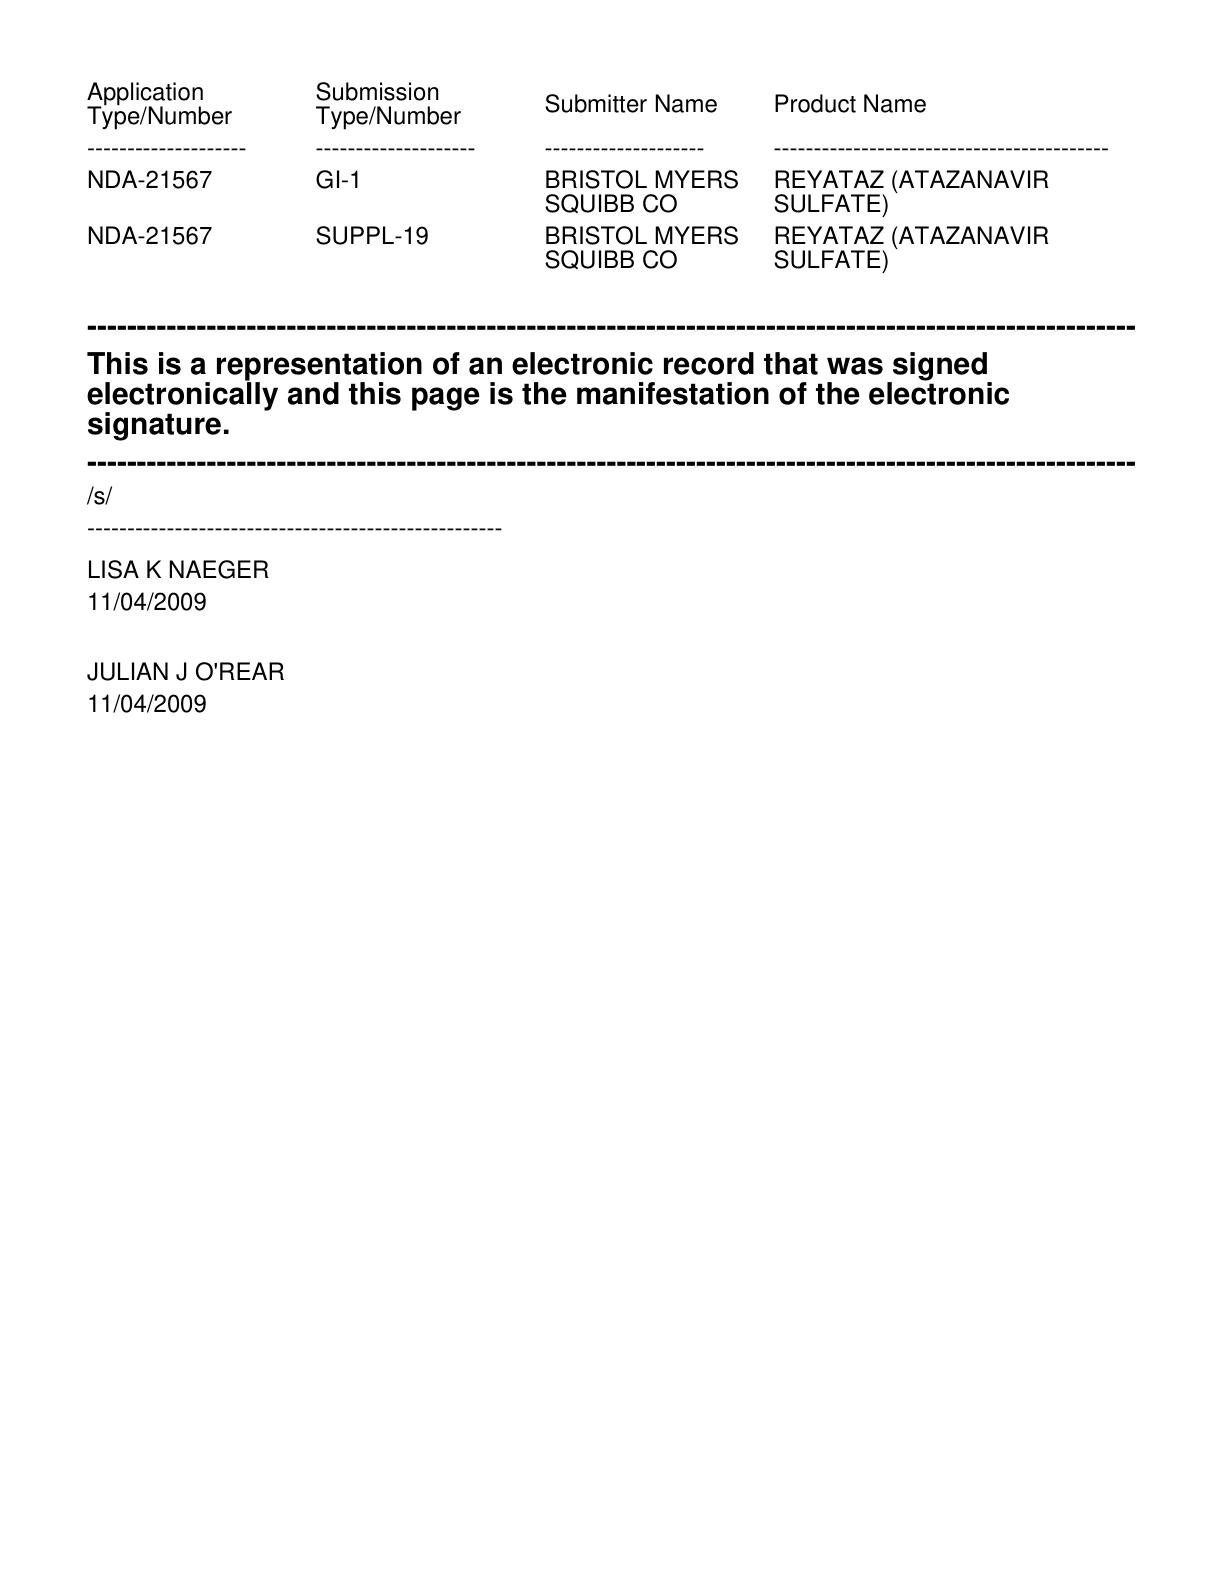 Application Type/Number Submission Type/Number Submitter Name Product Name
-------------------- -------------------- -------------------- ------------------------------------------
NDA-21567 GI-1 BRISTOL MYERS SQUIBB CO REYATAZ (ATAZANAVIR SULFATE)
NDA-21567 SUPPL-19 BRISTOL MYERS SQUIBB CO REYATAZ (ATAZANAVIR SULFATE)
---------------------------------------------------------------------------------------------------------
This is a representation of an electronic record that was signed
electronically and this page is the manifestation of the electronic
signature.
---------------------------------------------------------------------------------------------------------
/s/
----------------------------------------------------
LISA K NAEGER
11/04/2009
JULIAN J O'REAR
11/04/2009